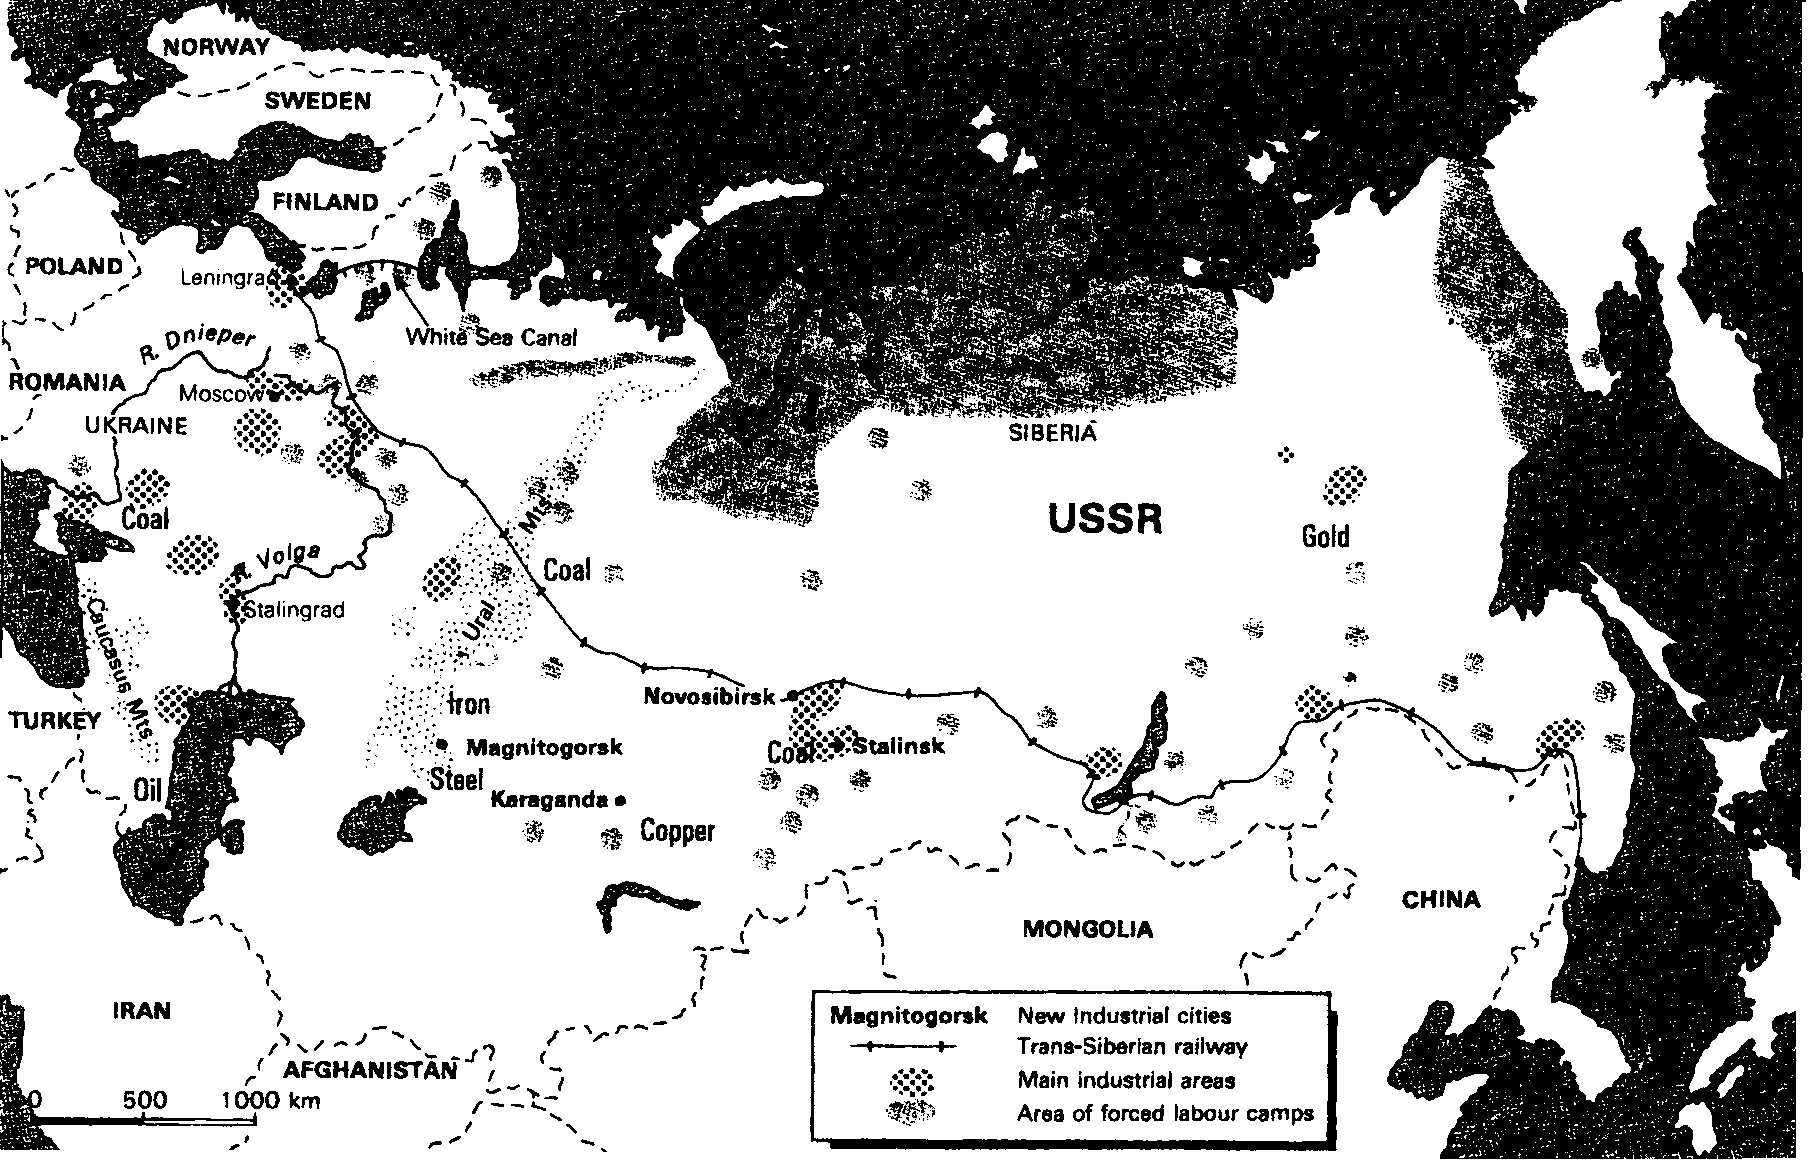 NORWAY
SWEDEN
FINLAND
POLAND
Leningrad
White Sea Canal
R. Dnieper
ROMANIA
Moscow
UKRAINE
SIBERIA
USSR
Coal
Mts
Gold
R. Volga
Coal
Stalingrad
Ural
Caucasus Mts
Iron
Novosibirsk
TURKEY
Magnitogorsk
Coal
Stalinsk
Steel
Oil
Karaganda
Copper
CHINA
MONGOLIA
IRAN
AFGHANISTAN
0 500 1000 km
Magnitogorsk New Industrial cities
Trans-Siberian railway
Main industrial areas
Area of forced labour camps